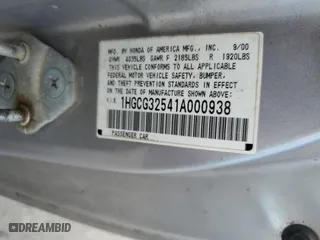 MFD. BY HONDA OF AMERICA MFG., INC. 9/00
GVWR 4035LBS GAWR F 2185LBS R 1920LBS
THIS VEHICLE CONFORMS TO ALL APPLICABLE
FEDERAL MOTOR VEHICLE SAFETY, BUMPER,
AND THEFT PREVENTION STANDARDS IN EFFECT
ON THE DATE OF MANUFACTURE SHOWN ABOVE.
V.I.N. 1HGCG32541A000938
PASSENGER CAR